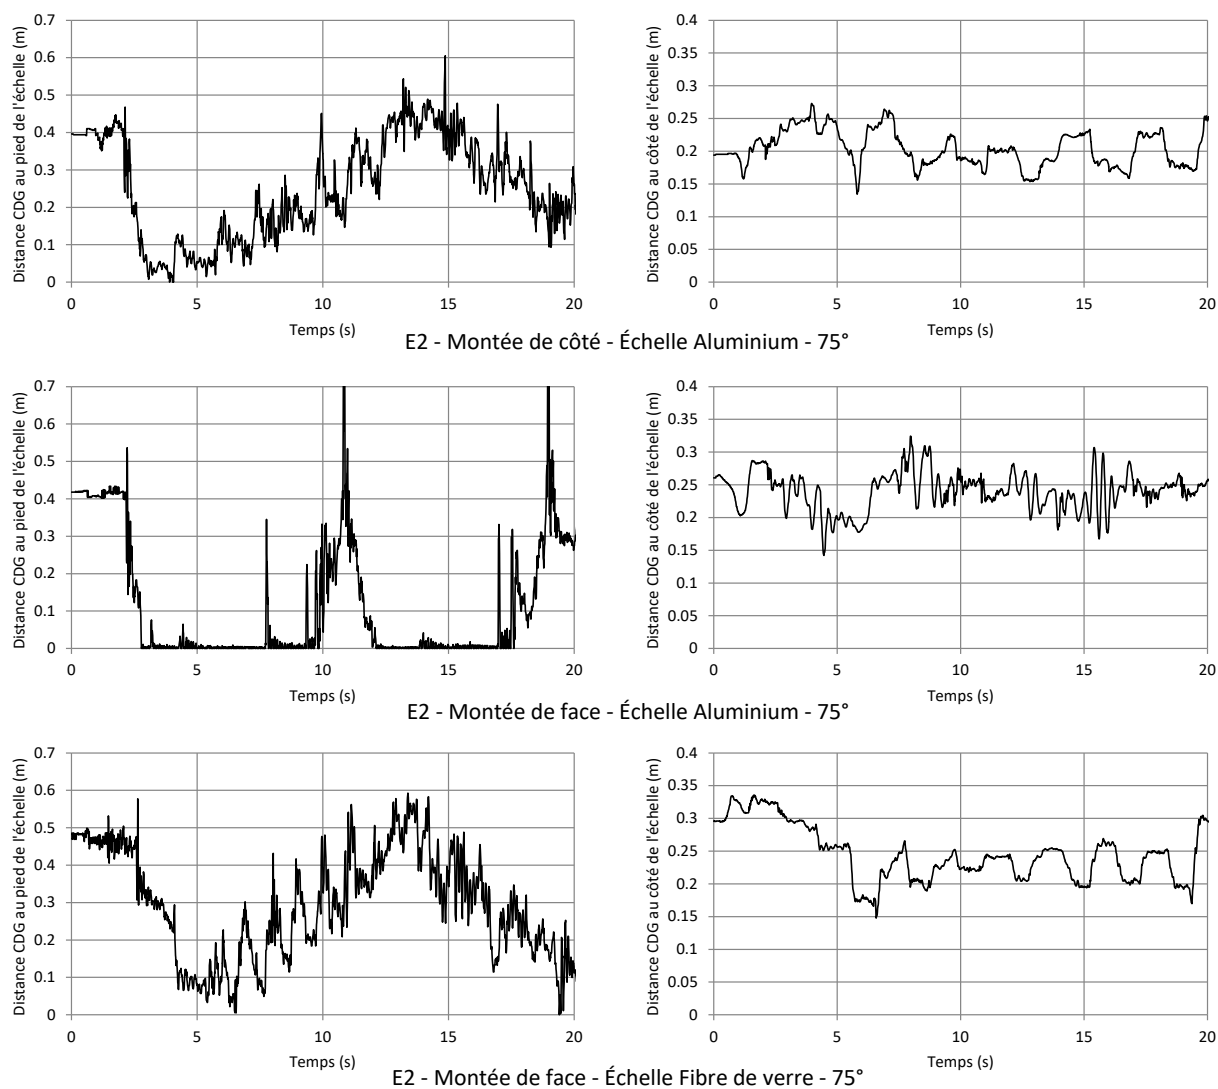 Distance CDG au pied de l'échelle (m)
0.7
0.6
0.5
0.4
0.3
0.2
0.1
0
0 5 10 15 20
Temps (s)
Distance CDG au côté de l'échelle (m)
0.4
0.35
0.3
0.25
0.2
0.15
0.1
0.05
0
0 5 10 15 20
Temps (s)
E2 - Montée de côté - Échelle Aluminium - 75°
Distance CDG au pied de l'échelle (m)
0.7
0.6
0.5
0.4
0.3
0.2
0.1
0
0 5 10 15 20
Temps (s)
Distance CDG au côté de l'échelle (m)
0.4
0.35
0.3
0.25
0.2
0.15
0.1
0.05
0
0 5 10 15 20
Temps (s)
E2 - Montée de face - Échelle Aluminium - 75°
Distance CDG au pied de l'échelle (m)
0.7
0.6
0.5
0.4
0.3
0.2
0.1
0
0 5 10 15 20
Temps (s)
Distance CDG au côté de l'échelle (m)
0.4
0.35
0.3
0.25
0.2
0.15
0.1
0.05
0
0 5 10 15 20
Temps (s)
E2 - Montée de face - Échelle Fibre de verre - 75°